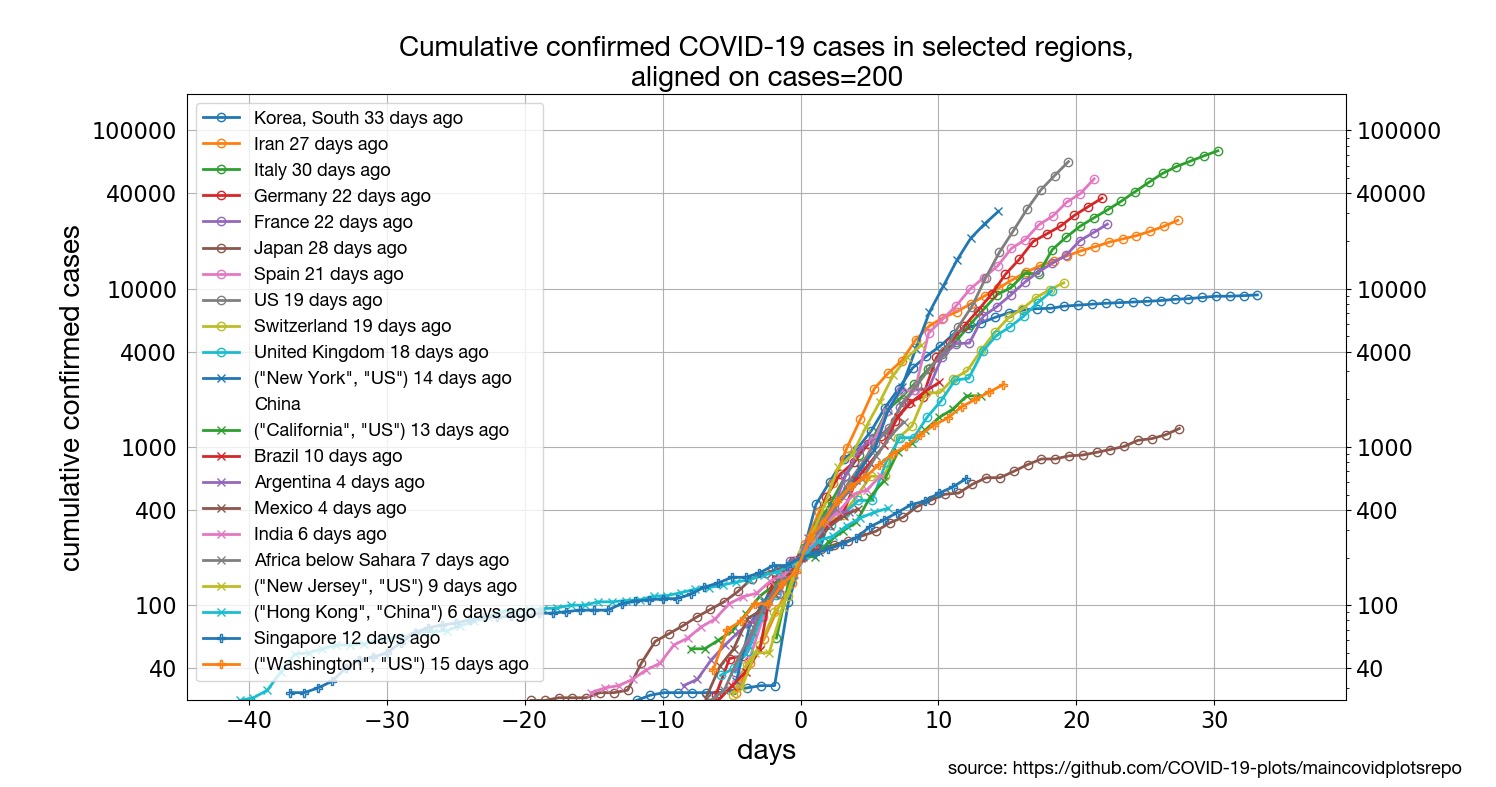 Cumulative confirmed COVID-19 cases in selected regions,
aligned on cases=200
Korea, South 33 days ago
Iran 27 days ago
Italy 30 days ago
Germany 22 days ago
France 22 days ago
Japan 28 days ago
Spain 21 days ago
US 19 days ago
Switzerland 19 days ago
United Kingdom 18 days ago
("New York", "US") 14 days ago
China
("California", "US") 13 days ago
Brazil 10 days ago
Argentina 4 days ago
Mexico 4 days ago
India 6 days ago
Africa below Sahara 7 days ago
("New Jersey", "US") 9 days ago
("Hong Kong", "China") 6 days ago
Singapore 12 days ago
("Washington", "US") 15 days ago
100000
40000
10000
4000
1000
400
100
40
cumulative confirmed cases
100000
40000
10000
4000
1000
400
100
40
−40 −30 −20 −10 0 10 20 30
days
source: https://github.com/COVID-19-plots/maincovidplotsrepo